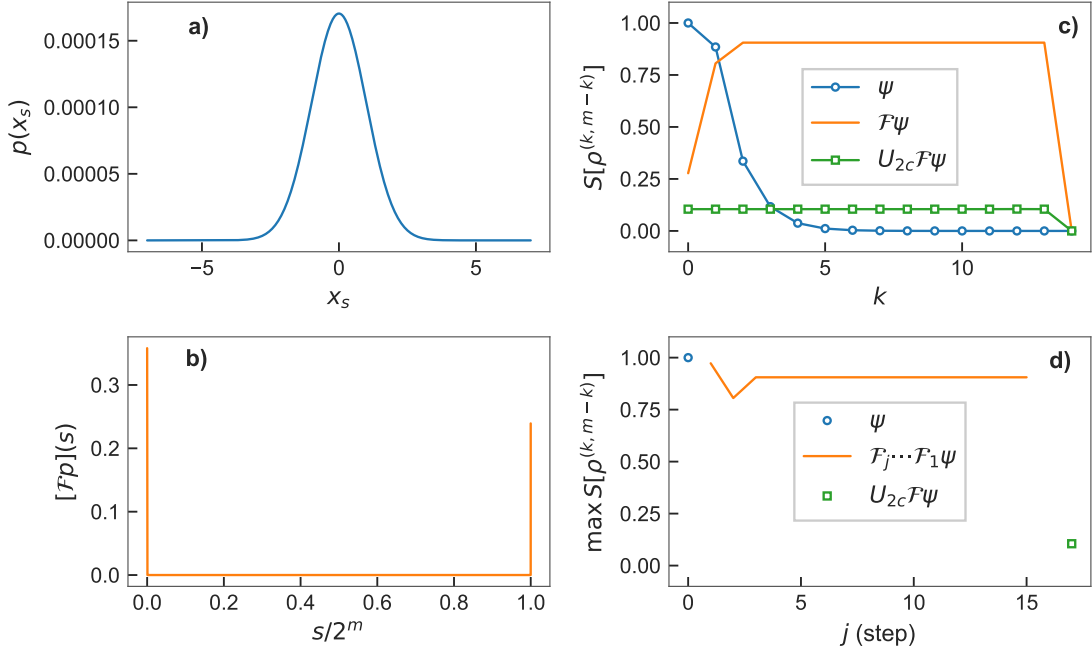 a)
p(x_s)
0.00015
0.00010
0.00005
0.00000
−5 0 5
x_s
c)
S[ρ^(k, m − k)]
1.00
0.75
0.50
0.25
0.00
ψ
ℱψ
U_2cℱψ
0 5 10
k
b)
[ℱp](s)
0.3
0.2
0.1
0.0
0.0 0.2 0.4 0.6 0.8 1.0
s/2^m
d)
max S[ρ^(k, m − k)]
1.00
0.75
0.50
0.25
0.00
ψ
ℱ_j⋯ℱ_1ψ
U_2cℱψ
0 5 10 15
j (step)